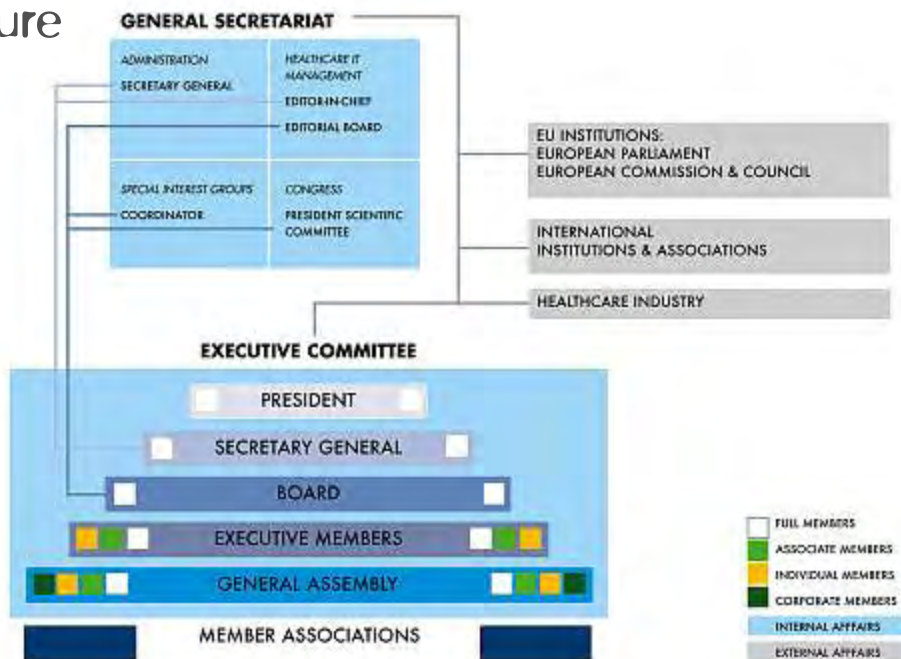 ure
GENERAL SECRETARIAT
ADMINISTRATION
SECRETARY GENERAL
HEALTHCARE IT
MANAGEMENT
EDITOR-IN-CHIEF
EDITORIAL BOARD
SPECIAL INTEREST GROUPS
COORDINATOR
CONGRESS
PRESIDENT SCIENTIFIC
COMMITTEE
EU INSTITUTIONS:
EUROPEAN PARLIAMENT
EUROPEAN COMMISSION & COUNCIL
INTERNATIONAL
INSTITUTIONS & ASSOCIATIONS
HEALTHCARE INDUSTRY
EXECUTIVE COMMITTEE
PRESIDENT
SECRETARY GENERAL
BOARD
EXECUTIVE MEMBERS
GENERAL ASSEMBLY
MEMBER ASSOCIATIONS
FULL MEMBERS
ASSOCIATE MEMBERS
INDIVIDUAL MEMBERS
CORPORATE MEMBERS
INTERNAL AFFAIRS
EXTERNAL AFFAIRS